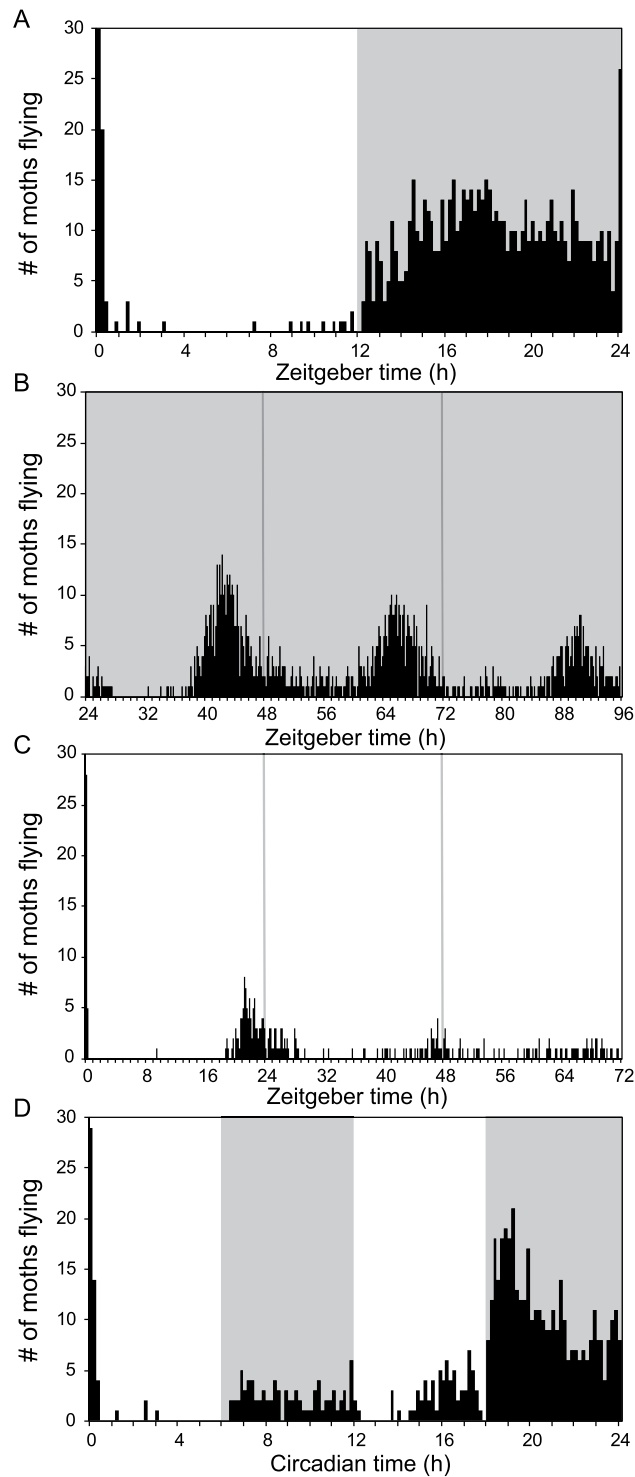 A
# of moths flying
30
25
20
15
10
5
0
0 4 8 12 16 20 24
Zeitgeber time (h)
B
# of moths flying
30
25
20
15
10
5
0
24 32 40 48 56 64 72 80 88 96
Zeitgeber time (h)
C
# of moths flying
30
25
20
15
10
5
0
0 8 16 24 32 40 48 56 64 72
Zeitgeber time (h)
D
# of moths flying
30
25
20
15
10
5
0
0 4 8 12 16 20 24
Circadian time (h)